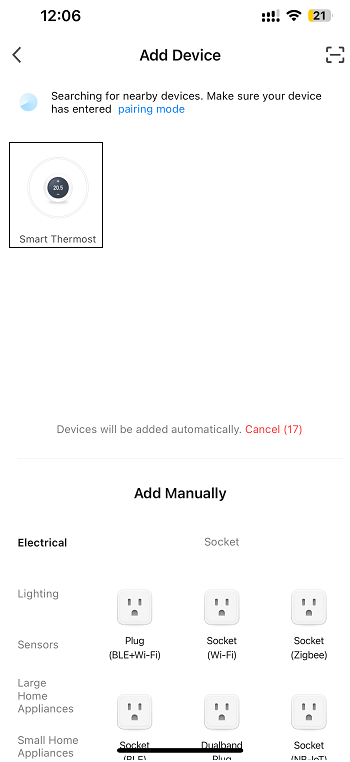 12:06
21
Add Device
Searching for nearby devices. Make sure your device
has entered pairing mode
20.5
Smart Thermost
Devices will be added automatically. Cancel (17)
Add Manually
Electrical
Socket
Lighting
Plug
(BLE+Wi-Fi)
Socket
(Wi-Fi)
Socket
(Zigbee)
Sensors
Large
Home
Appliances
Small Home
Appliances
Socket
(BLE)
Dualband
Plug
Socket
(NB-IoT)